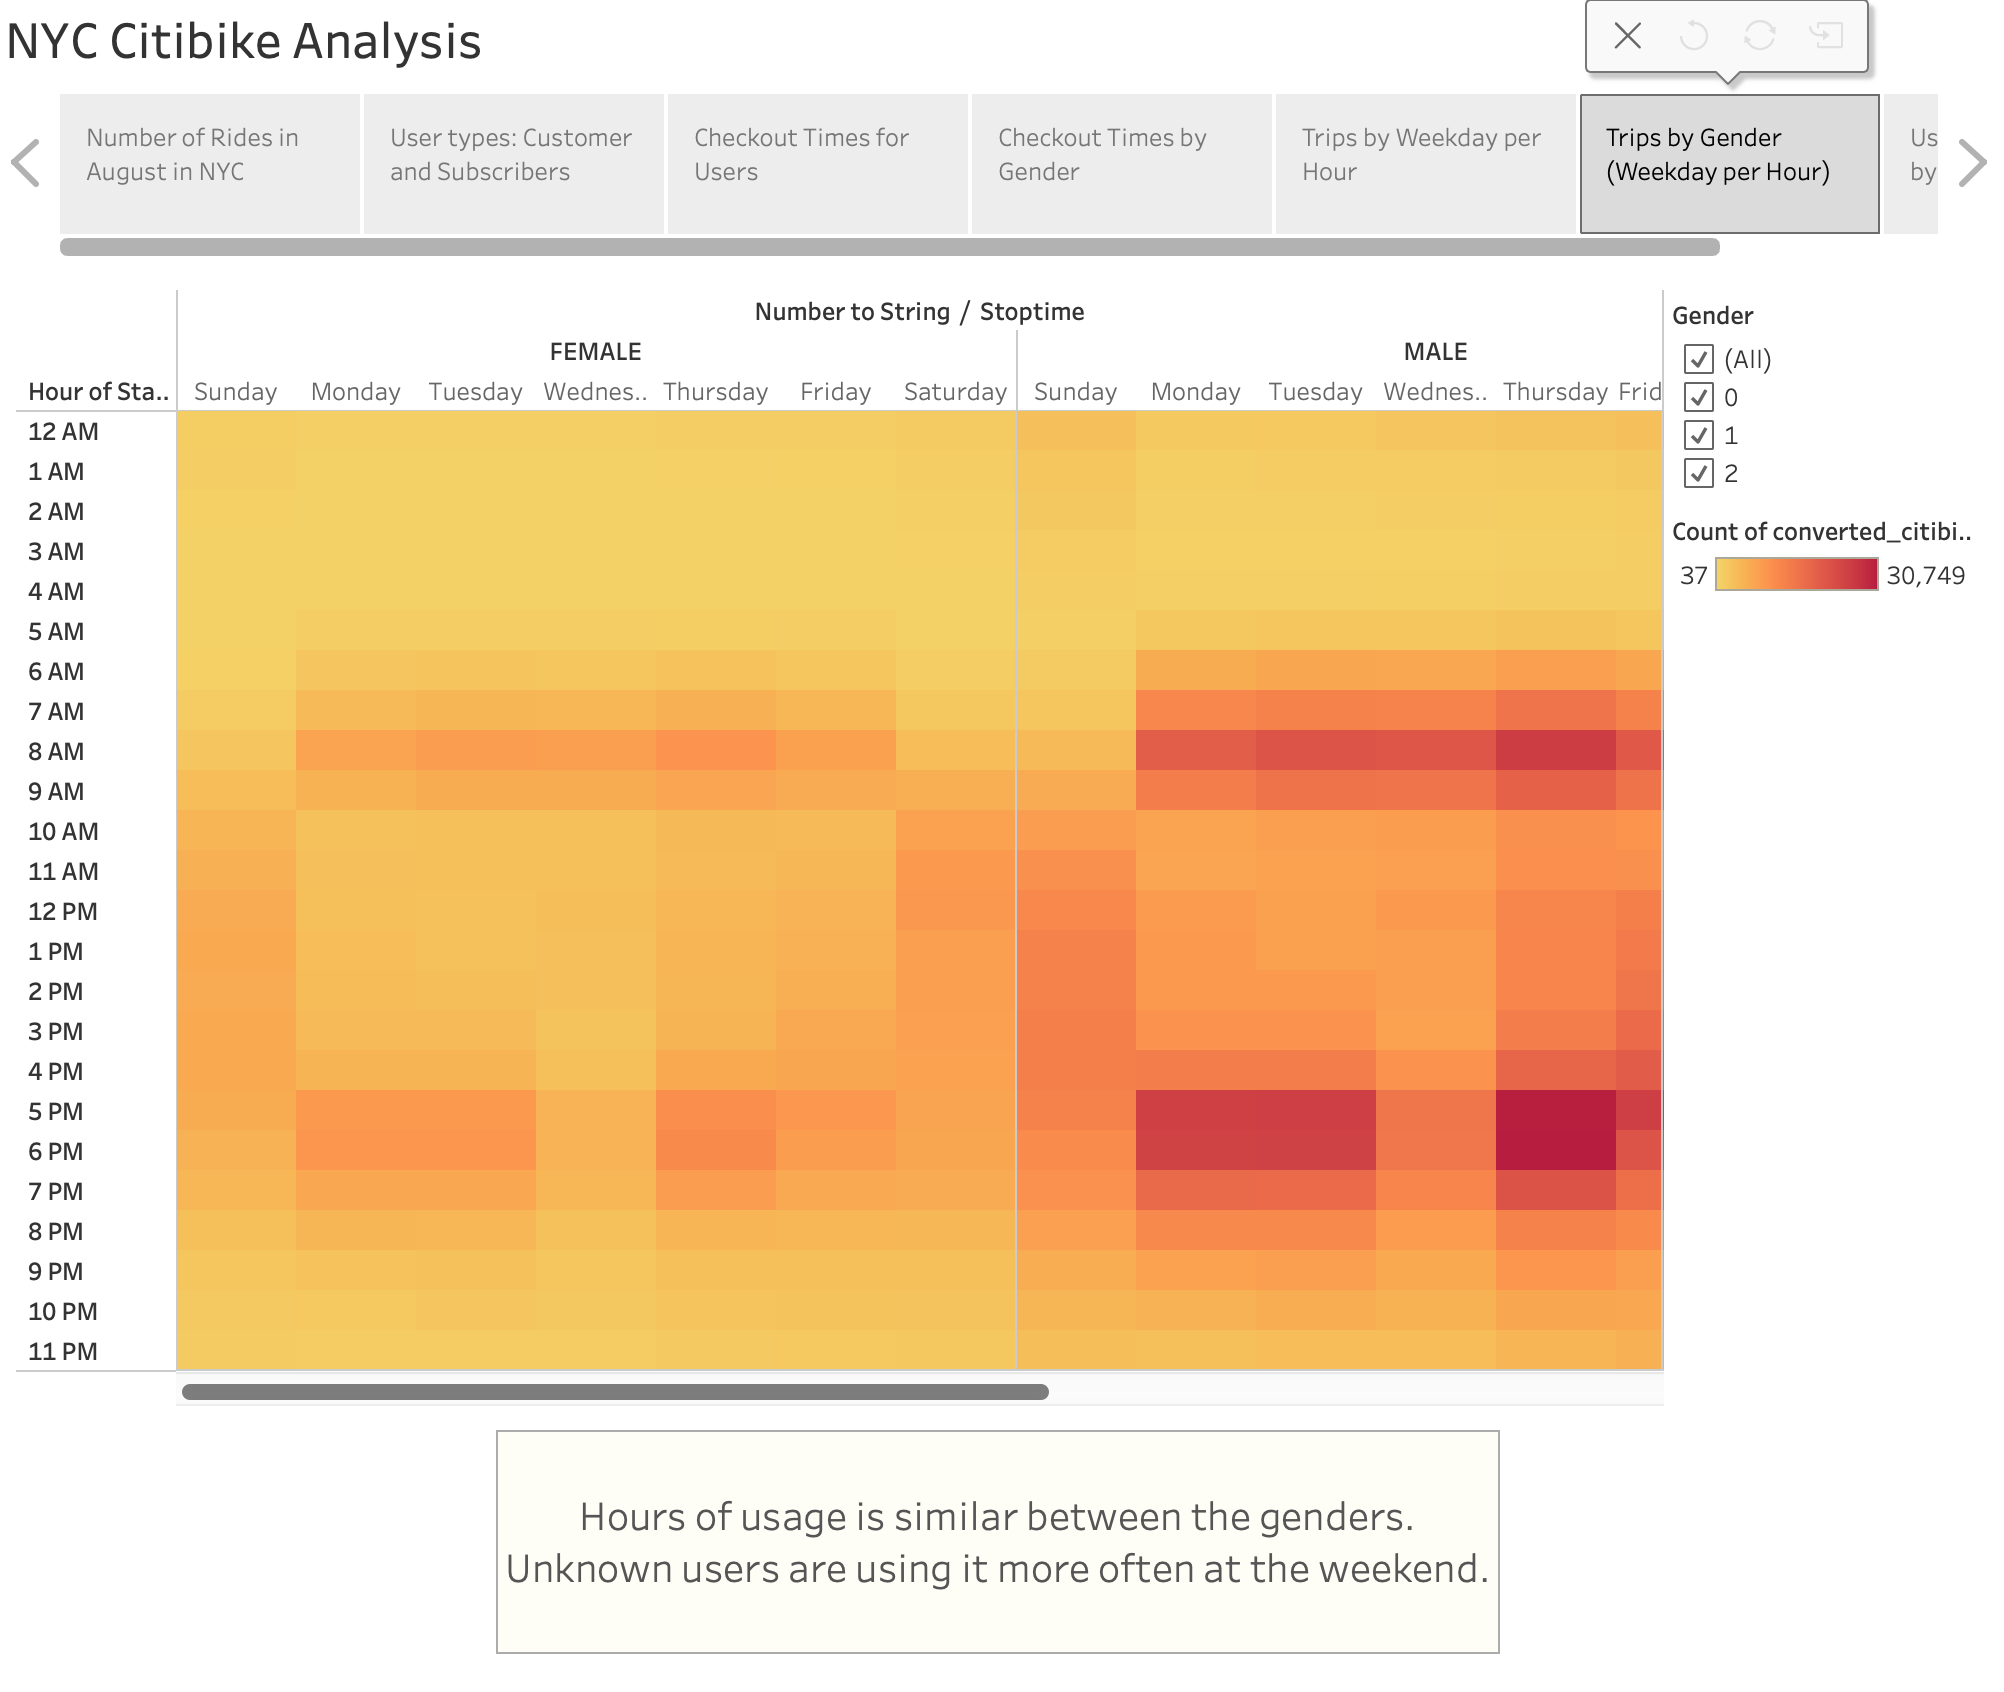 NYC Citibike Analysis
Number of Rides in
August in NYC
User types: Customer
and Subscribers
Checkout Times for
Users
Checkout Times by
Gender
Trips by Weekday per
Hour
Trips by Gender
(Weekday per Hour)
Us
by
Number to String / Stoptime
FEMALE MALE
Hour of Sta.. Sunday Monday Tuesday Wednes.. Thursday Friday Saturday Sunday Monday Tuesday Wednes.. Thursday Frid
12 AM
1 AM
2 AM
3 AM
4 AM
5 AM
6 AM
7 AM
8 AM
9 AM
10 AM
11 AM
12 PM
1 PM
2 PM
3 PM
4 PM
5 PM
6 PM
7 PM
8 PM
9 PM
10 PM
11 PM
Gender
(All)
0
1
2
Count of converted_citibi..
37 30,749
Hours of usage is similar between the genders.
Unknown users are using it more often at the weekend.